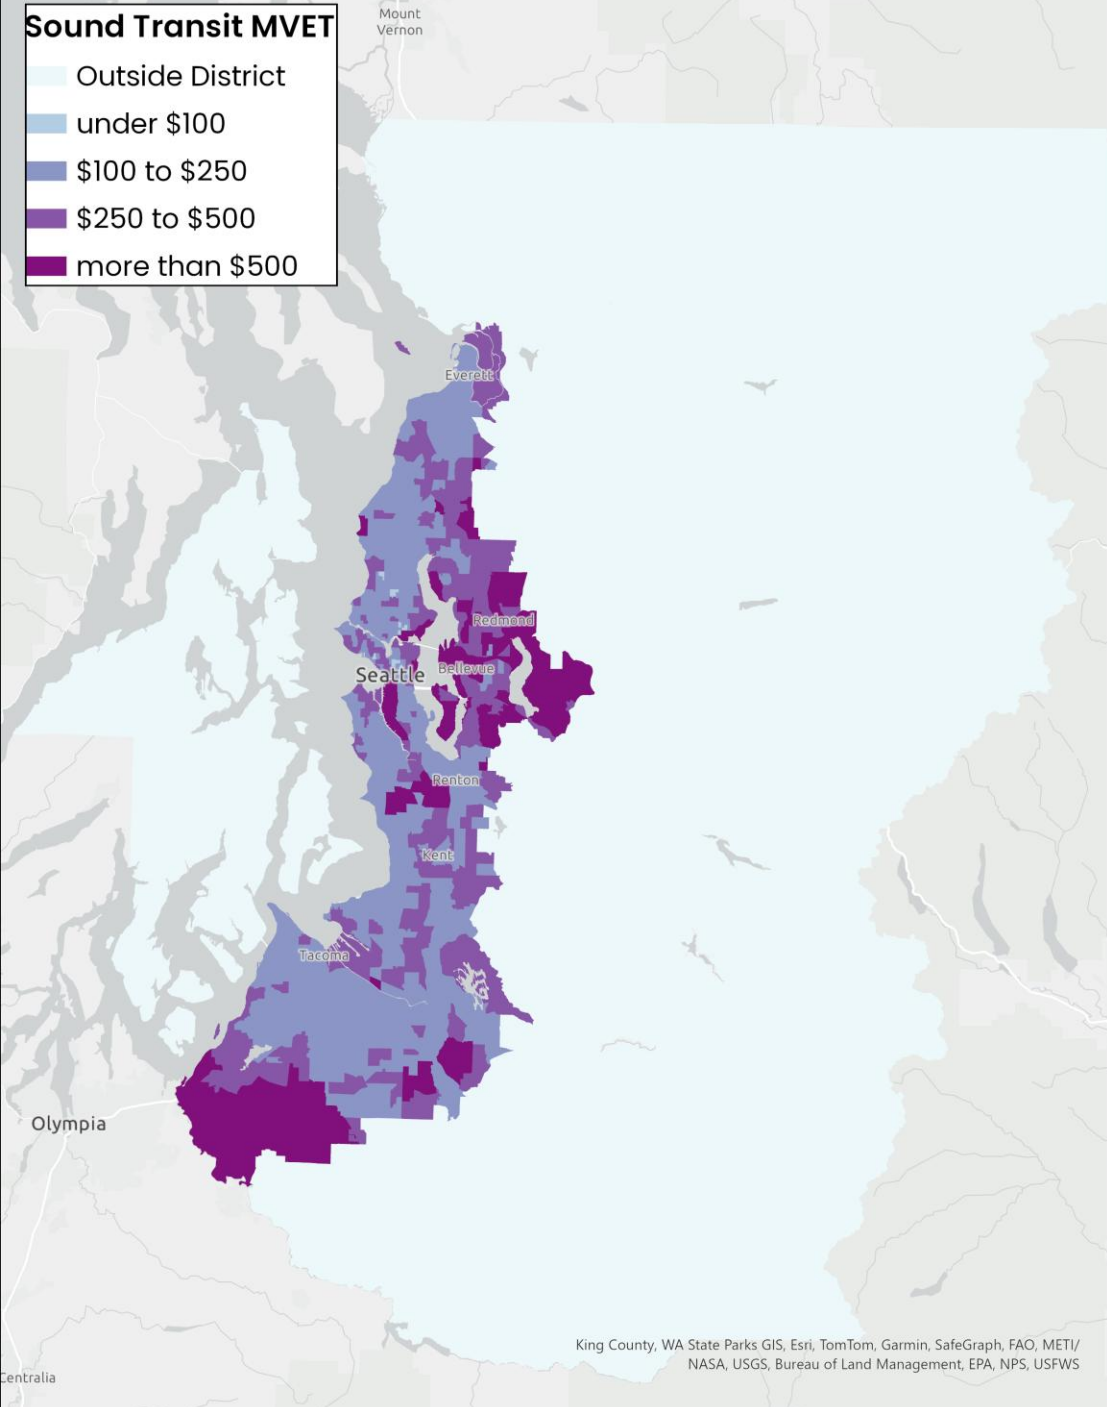 Sound Transit MVET
Outside District
under $100
$100 to $250
$250 to $500
more than $500
Mount
Vernon
Everett
Redmond
Seattle
Bellevue
Renton
Kent
Tacoma
Olympia
King County, WA State Parks GIS, Esri, TomTom, Garmin, SafeGraph, FAO, METI/
NASA, USGS, Bureau of Land Management, EPA, NPS, USFWS
Centralia